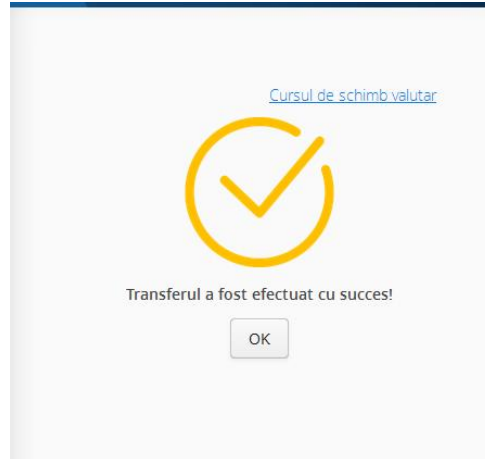 Cursul de schimb valutar
Transferul a fost efectuat cu succes!
OK